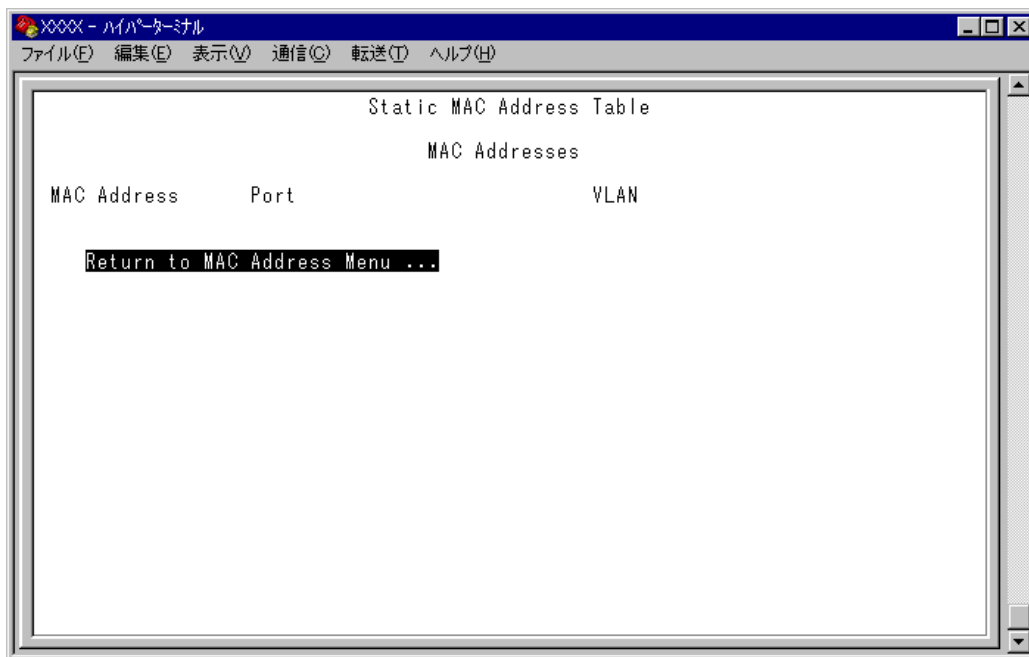 XXXX - ﾊｲﾊﾟｰﾀｰﾐﾅﾙ
ファイル(F) 編集(E) 表示(V) 通信(C) 転送(T) ヘルプ(H)
Static MAC Address Table
MAC Addresses
MAC Address Port VLAN
Return to MAC Address Menu ...